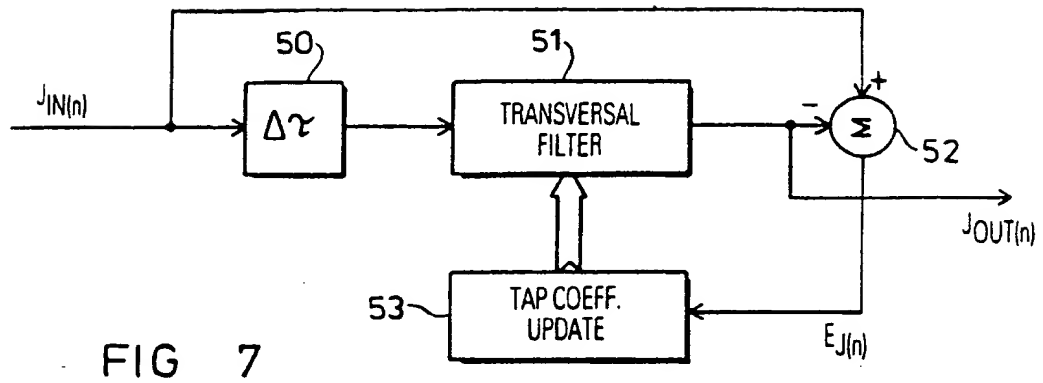 50
51
J_IN(n)
Δτ
TRANSVERSAL
FILTER
+
-
Σ
52
J_OUT(n)
53
TAP COEFF.
UPDATE
E_J(n)
FIG 7